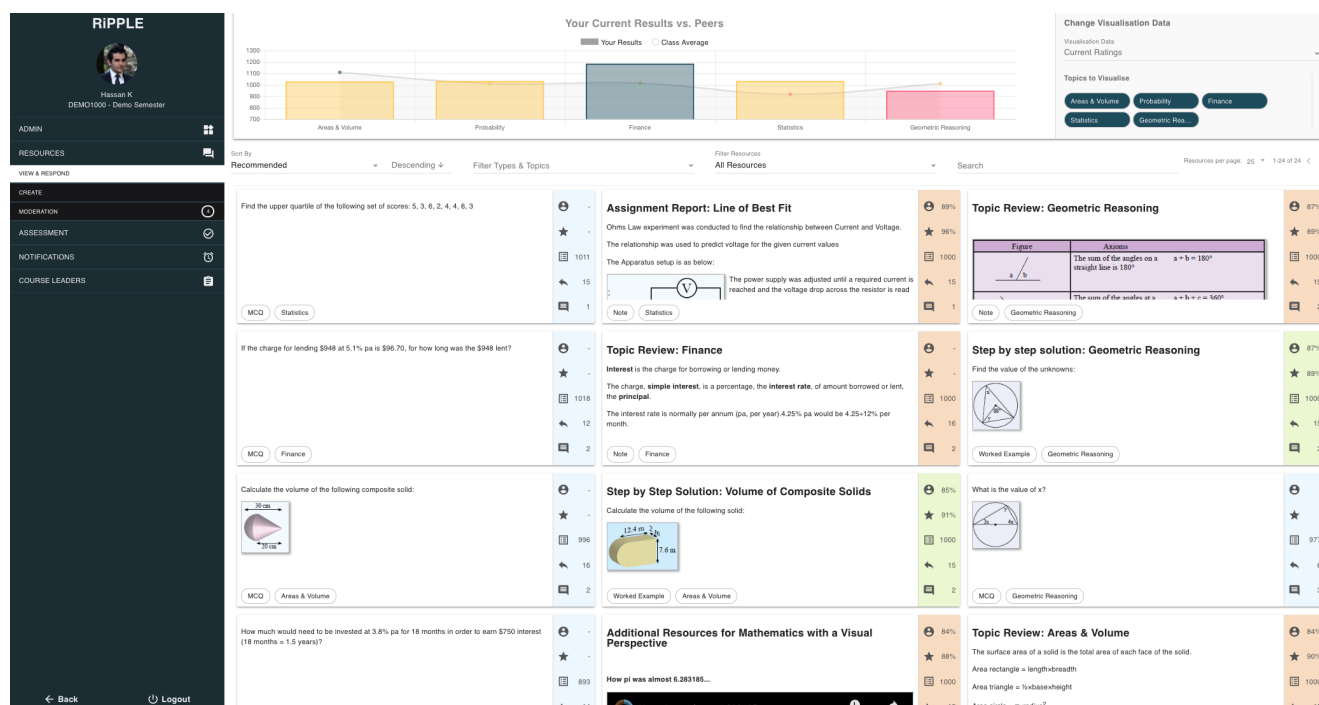 RiPPLE
Hassan K
DEMO1000 - Demo Semester
ADMIN
RESOURCES
VIEW & RESPOND
CREATE
MODERATION
ASSESSMENT
NOTIFICATIONS
COURSE LEADERS
← Back
Logout
Your Current Results vs. Peers
Your Results
Class Average
1300
1200
1100
1000
900
800
700
Areas & Volume
Probability
Finance
Statistics
Geometric Reasoning
Change Visualisation Data
Visualisation Data
Current Ratings
Topics to Visualise
Areas & Volume
Probability
Finance
Statistics
Geometric Rea...
Sort By
Recommended
Descending ↓
Filter Types & Topics
Filter Resources
All Resources
Search
Resources per page: 25
1-24 of 24
Find the upper quartile of the following set of scores: 5, 3, 6, 2, 4, 4, 6, 3
MCQ
Statistics
-
-
1011
15
1
Assignment Report: Line of Best Fit
Ohms Law experiment was conducted to find the relationship between Current and Voltage.
The relationship was used to predict voltage for the given current values
The Apparatus setup is as below:
V
The power supply was adjusted until a required current is
reached and the voltage drop across the resistor is read
Note
Statistics
89%
96%
1000
15
1
Topic Review: Geometric Reasoning
Figure
Axioms
a
b
The sum of the angles on a
straight line is 180°
a + b = 180°
The sum of the angles at a
a + b + c = 360°
Note
Geometric Reasoning
87%
89%
1000
If the charge for lending $948 at 5.1% pa is $96.70, for how long was the $948 lent?
MCQ
Finance
-
-
1018
12
2
Topic Review: Finance
Interest is the charge for borrowing or lending money.
The charge, simple interest, is a percentage, the interest rate, of amount borrowed or lent,
the principal.
The interest rate is normally per annum (pa, per year).4.25% pa would be 4.25÷12% per
month.
Note
Finance
-
-
1000
16
2
Step by step solution: Geometric Reasoning
Find the value of the unknowns:
x
y
Worked Example
Geometric Reasoning
87%
89%
1000
Calculate the volume of the following composite solid:
30 cm
20 cm
MCQ
Areas & Volume
-
-
996
16
2
Step by Step Solution: Volume of Composite Solids
Calculate the volume of the following solid:
12.4 m
7.6 m
Worked Example
Areas & Volume
85%
91%
1000
15
2
What is the value of x?
y
2x
4x
MCQ
Geometric Reasoning
977
How much would need to be invested at 3.8% pa for 18 months in order to earn $750 interest
(18 months = 1.5 years)?
-
-
893
Additional Resources for Mathematics with a Visual
Perspective
How pi was almost 6.283185...
84%
88%
1000
Topic Review: Areas & Volume
The surface area of a solid is the total area of each face of the solid.
Area rectangle = length×breadth
Area triangle = ½×base×height
84%
90%
1000